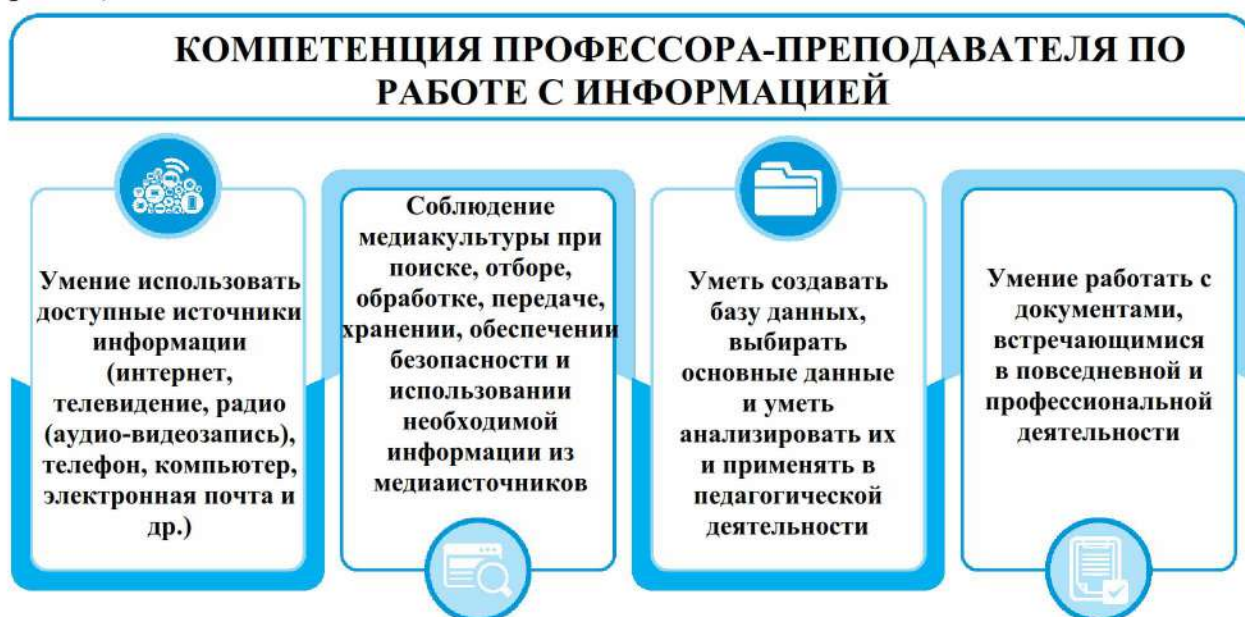 КОМПЕТЕНЦИЯ ПРОФЕССОРА-ПРЕПОДАВАТЕЛЯ ПО
РАБОТЕ С ИНФОРМАЦИЕЙ
Умение использовать
доступные источники
информации
(интернет,
телевидение, радио
(аудио-видеозапись),
телефон, компьютер,
электронная почта и
др.)
Соблюдение
медиакультуры при
поиске, отборе,
обработке, передаче,
хранении, обеспечении
безопасности и
использовании
необходимой
информации из
медиаисточников
Уметь создавать
базу данных,
выбирать
основные данные
и уметь
анализировать их
и применять в
педагогической
деятельности
Умение работать с
документами,
встречающимися
в повседневной и
профессиональной
деятельности